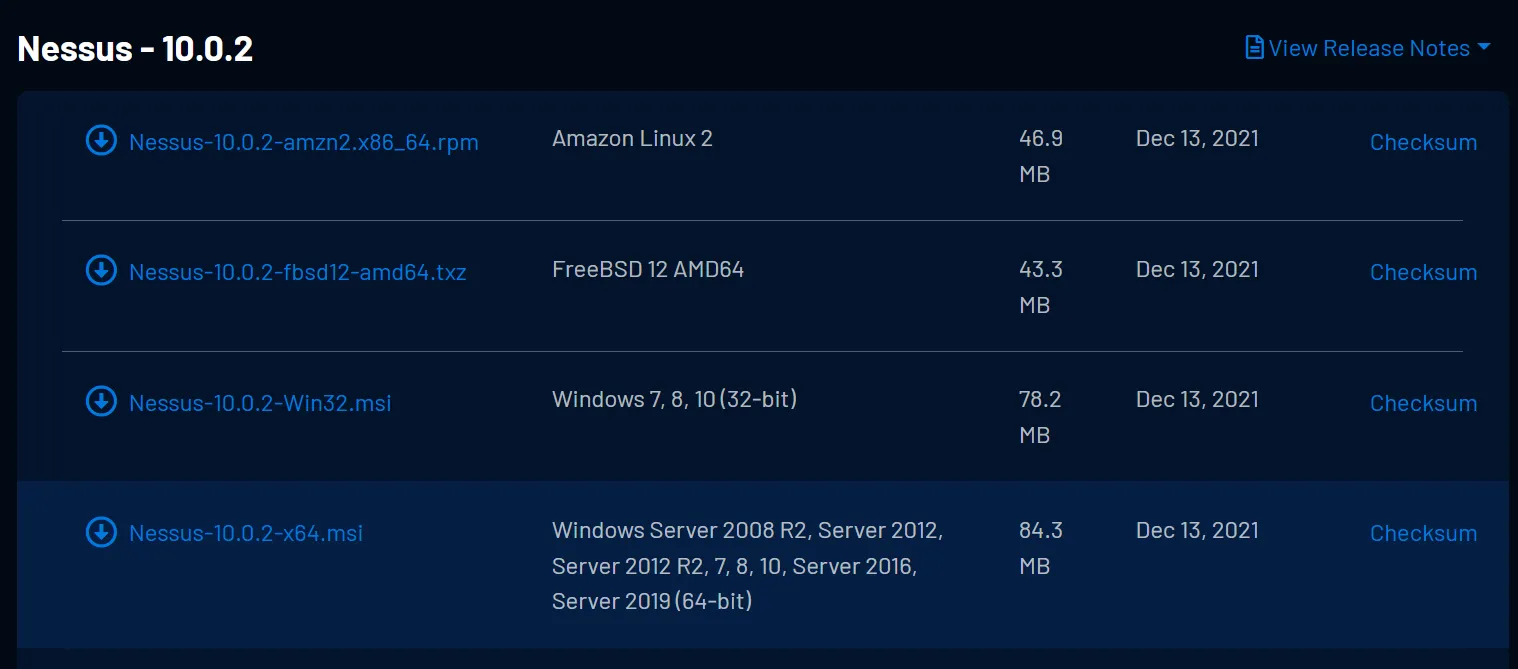 Nessus - 10.0.2
View Release Notes
Nessus-10.0.2-amzn2.x86_64.rpm Amazon Linux 2 46.9 MB Dec 13, 2021 Checksum
Nessus-10.0.2-fbsd12-amd64.txz FreeBSD 12 AMD64 43.3 MB Dec 13, 2021 Checksum
Nessus-10.0.2-Win32.msi Windows 7, 8, 10 (32-bit) 78.2 MB Dec 13, 2021 Checksum
Nessus-10.0.2-x64.msi Windows Server 2008 R2, Server 2012, 84.3 Dec 13, 2021 Checksum
Server 2012 R2, 7, 8, 10, Server 2016, MB
Server 2019 (64-bit)